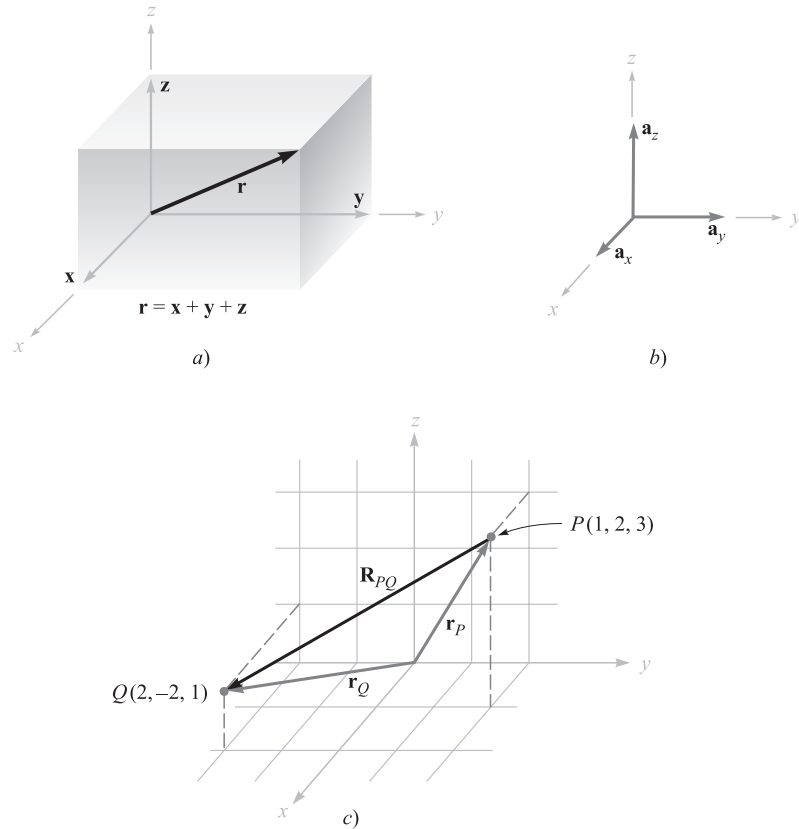 z
z
r
y
y
x
r = x + y + z
x
a)
z
a_z
y
a_y
a_x
x
b)
z
P(1, 2, 3)
R_PQ
r_P
y
Q(2, –2, 1)
r_Q
x
c)